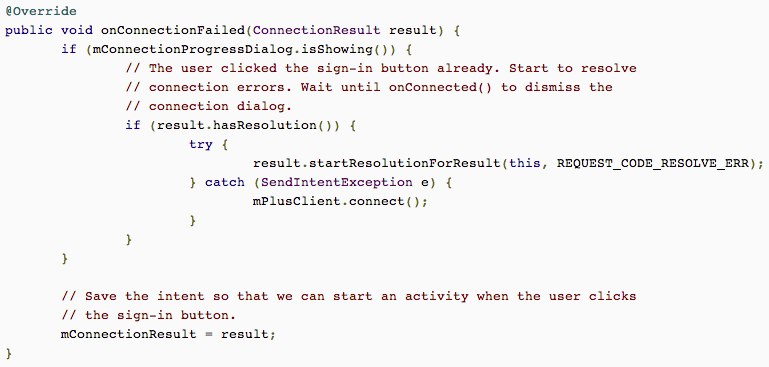 @Override
public void onConnectionFailed(ConnectionResult result) {
if (mConnectionProgressDialog.isShowing()) {
// The user clicked the sign-in button already. Start to resolve
// connection errors. Wait until onConnected() to dismiss the
// connection dialog.
if (result.hasResolution()) {
try {
result.startResolutionForResult(this, REQUEST_CODE_RESOLVE_ERR);
} catch (SendIntentException e) {
mPlusClient.connect();
}
}
}
// Save the intent so that we can start an activity when the user clicks
// the sign-in button.
mConnectionResult = result;
}